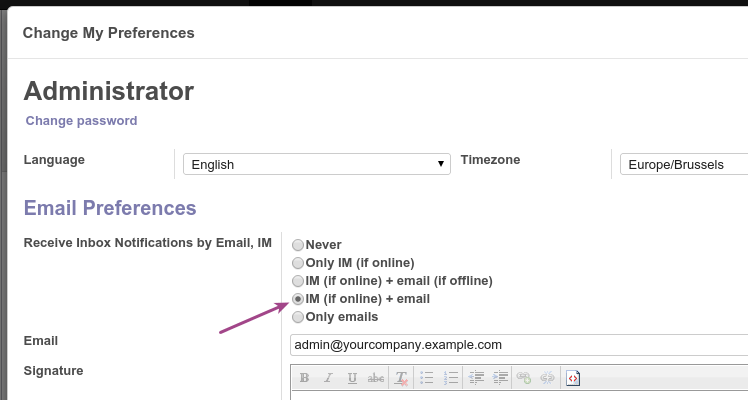 Change My Preferences
Administrator
Change password
Language English Timezone Europe/Brussels
Email Preferences
Receive Inbox Notifications by Email, IM
Never
Only IM (if online)
IM (if online) + email (if offline)
IM (if online) + email
Only emails
Email admin@yourcompany.example.com
Signature
B I U abc T